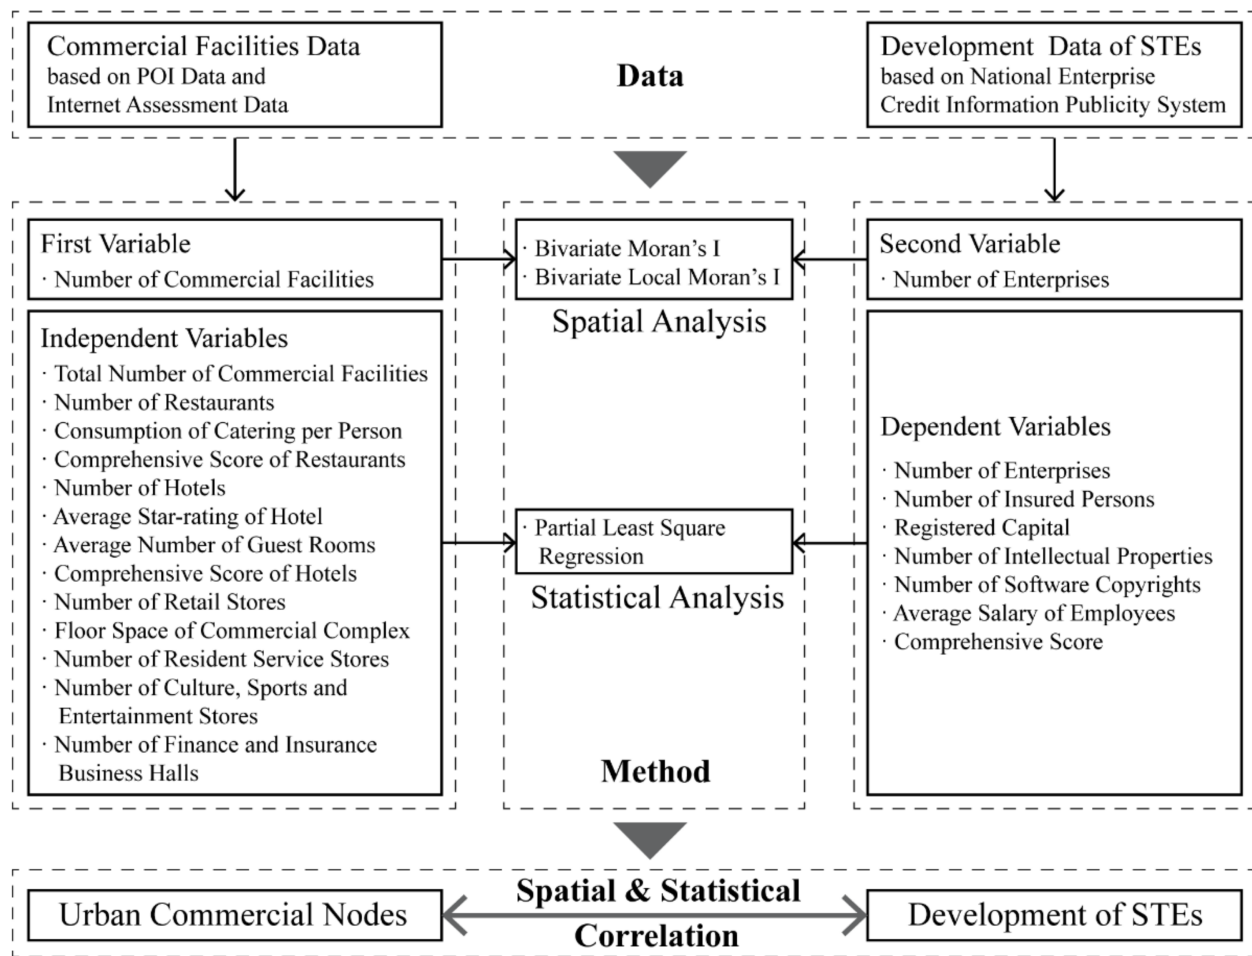 Commercial Facilities Data
based on POI Data and
Internet Assessment Data
Data
Development Data of STEs
based on National Enterprise
Credit Information Publicity System
First Variable
· Number of Commercial Facilities
· Bivariate Moran’s I
· Bivariate Local Moran’s I
Spatial Analysis
Second Variable
· Number of Enterprises
Independent Variables
· Total Number of Commercial Facilities
· Number of Restaurants
· Consumption of Catering per Person
· Comprehensive Score of Restaurants
· Number of Hotels
· Average Star-rating of Hotel
· Average Number of Guest Rooms
· Comprehensive Score of Hotels
· Number of Retail Stores
· Floor Space of Commercial Complex
· Number of Resident Service Stores
· Number of Culture, Sports and
Entertainment Stores
· Number of Finance and Insurance
Business Halls
· Partial Least Square
Regression
Statistical Analysis
Method
Dependent Variables
· Number of Enterprises
· Number of Insured Persons
· Registered Capital
· Number of Intellectual Properties
· Number of Software Copyrights
· Average Salary of Employees
· Comprehensive Score
Urban Commercial Nodes
Spatial & Statistical
Correlation
Development of STEs